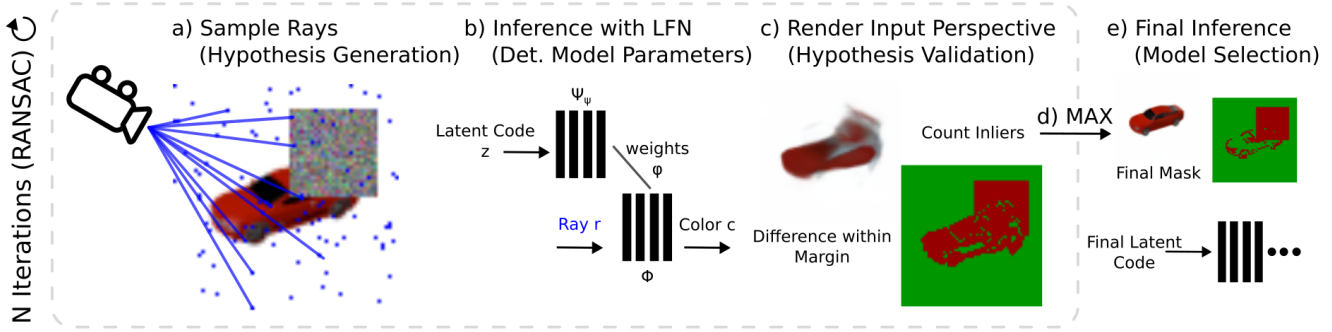 N Iterations (RANSAC)
a) Sample Rays
(Hypothesis Generation)
b) Inference with LFN
(Det. Model Parameters)
Ψψ
Latent Code
z
weights
φ
Ray r
Color c
Φ
c) Render Input Perspective
(Hypothesis Validation)
Count Inliers
Difference within
Margin
d) MAX
e) Final Inference
(Model Selection)
Final Mask
Final Latent
Code